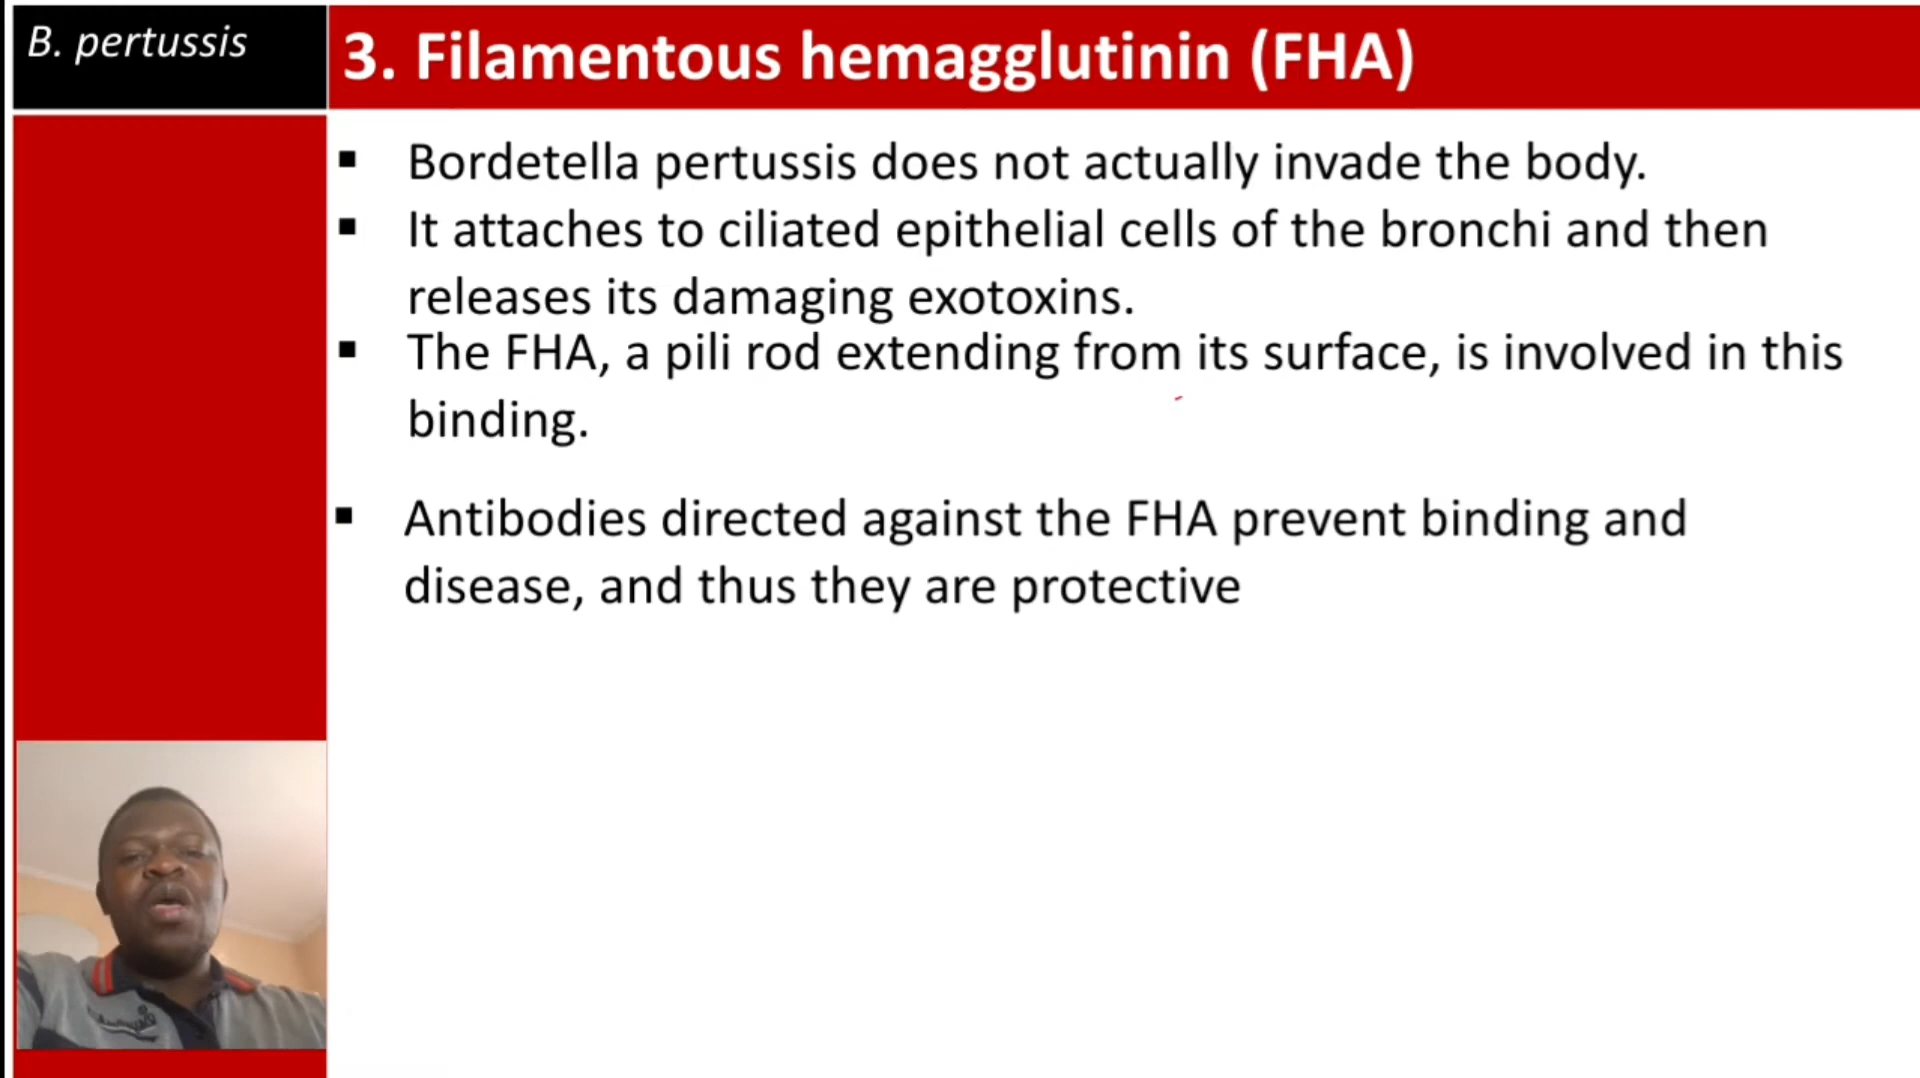 B. pertussis
3. Filamentous hemagglutinin (FHA)
▪ Bordetella pertussis does not actually invade the body.
▪ It attaches to ciliated epithelial cells of the bronchi and then
releases its damaging exotoxins.
▪ The FHA, a pili rod extending from its surface, is involved in this
binding.
▪ Antibodies directed against the FHA prevent binding and
disease, and thus they are protective